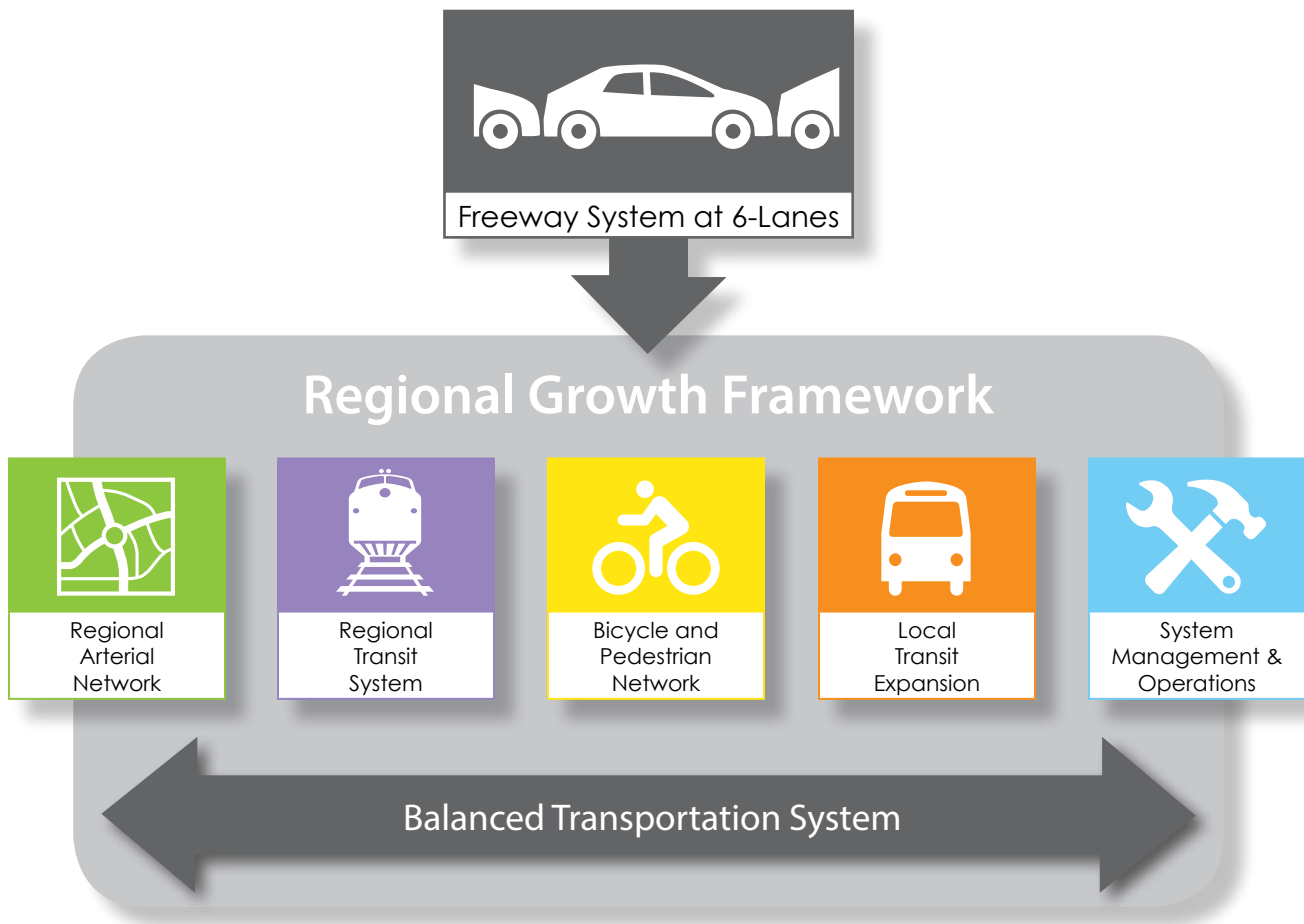 Freeway System at 6-Lanes
Regional Growth Framework
Regional
Arterial
Network
Regional
Transit
System
Bicycle and
Pedestrian
Network
Local
Transit
Expansion
System
Management &
Operations
Balanced Transportation System